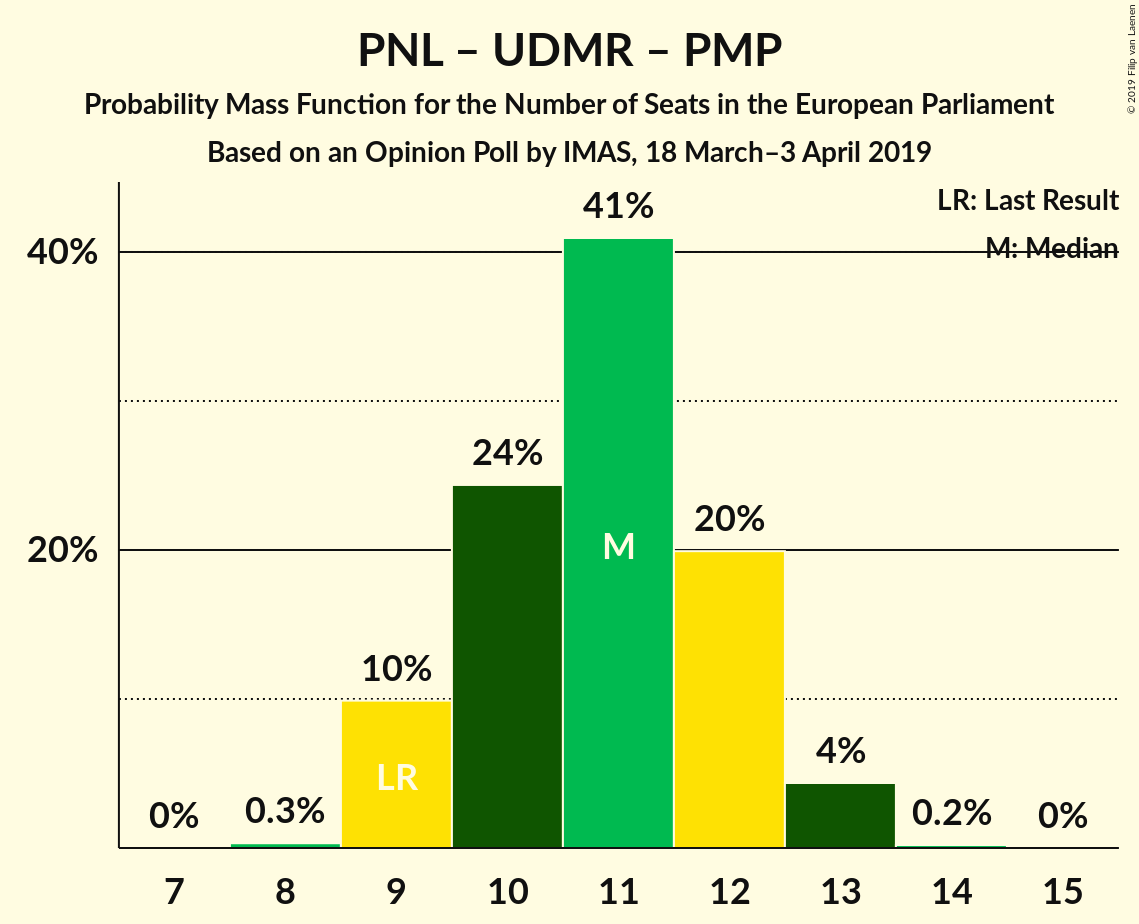 PNL – UDMR – PMP
Probability Mass Function for the Number of Seats in the European Parliament
Based on an Opinion Poll by IMAS, 18 March–3 April 2019
© 2019 Filip van Laenen
LR: Last Result
M: Median
40%
20%
0%
0.3%
10%
24%
41%
20%
4%
0.2%
0%
LR
M
7 8 9 10 11 12 13 14 15